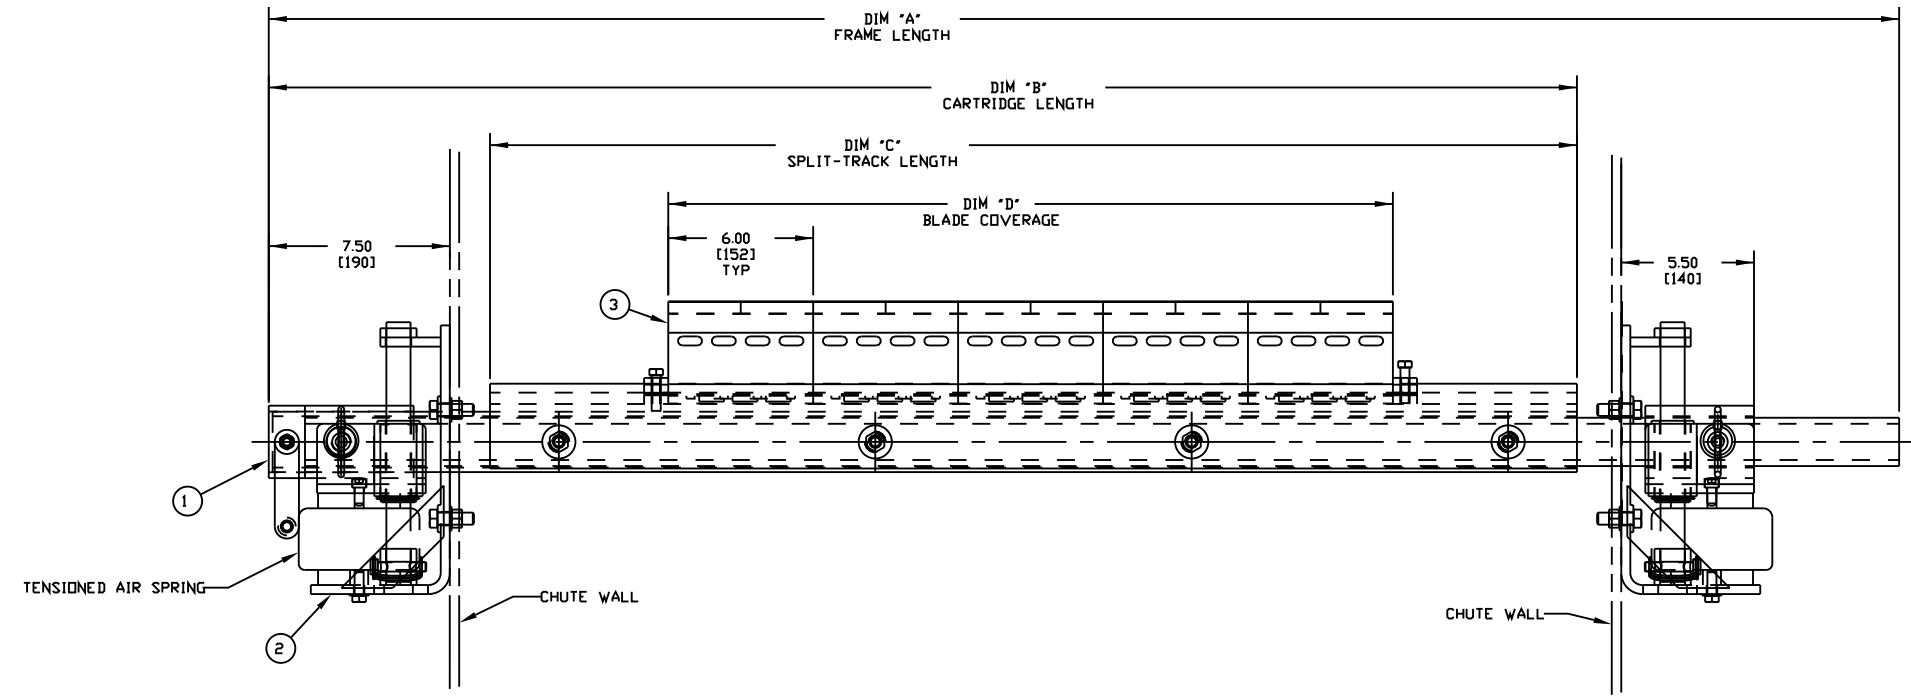 DIM "A"
FRAME LENGTH
DIM "B"
CARTRIDGE LENGTH
DIM "C"
SPLIT-TRACK LENGTH
DIM "D"
BLADE COVERAGE
6.00
[152]
TYP
7.50
[190]
5.50
[140]
3
1
TENSIONED AIR SPRING
2
CHUTE WALL
CHUTE WALL